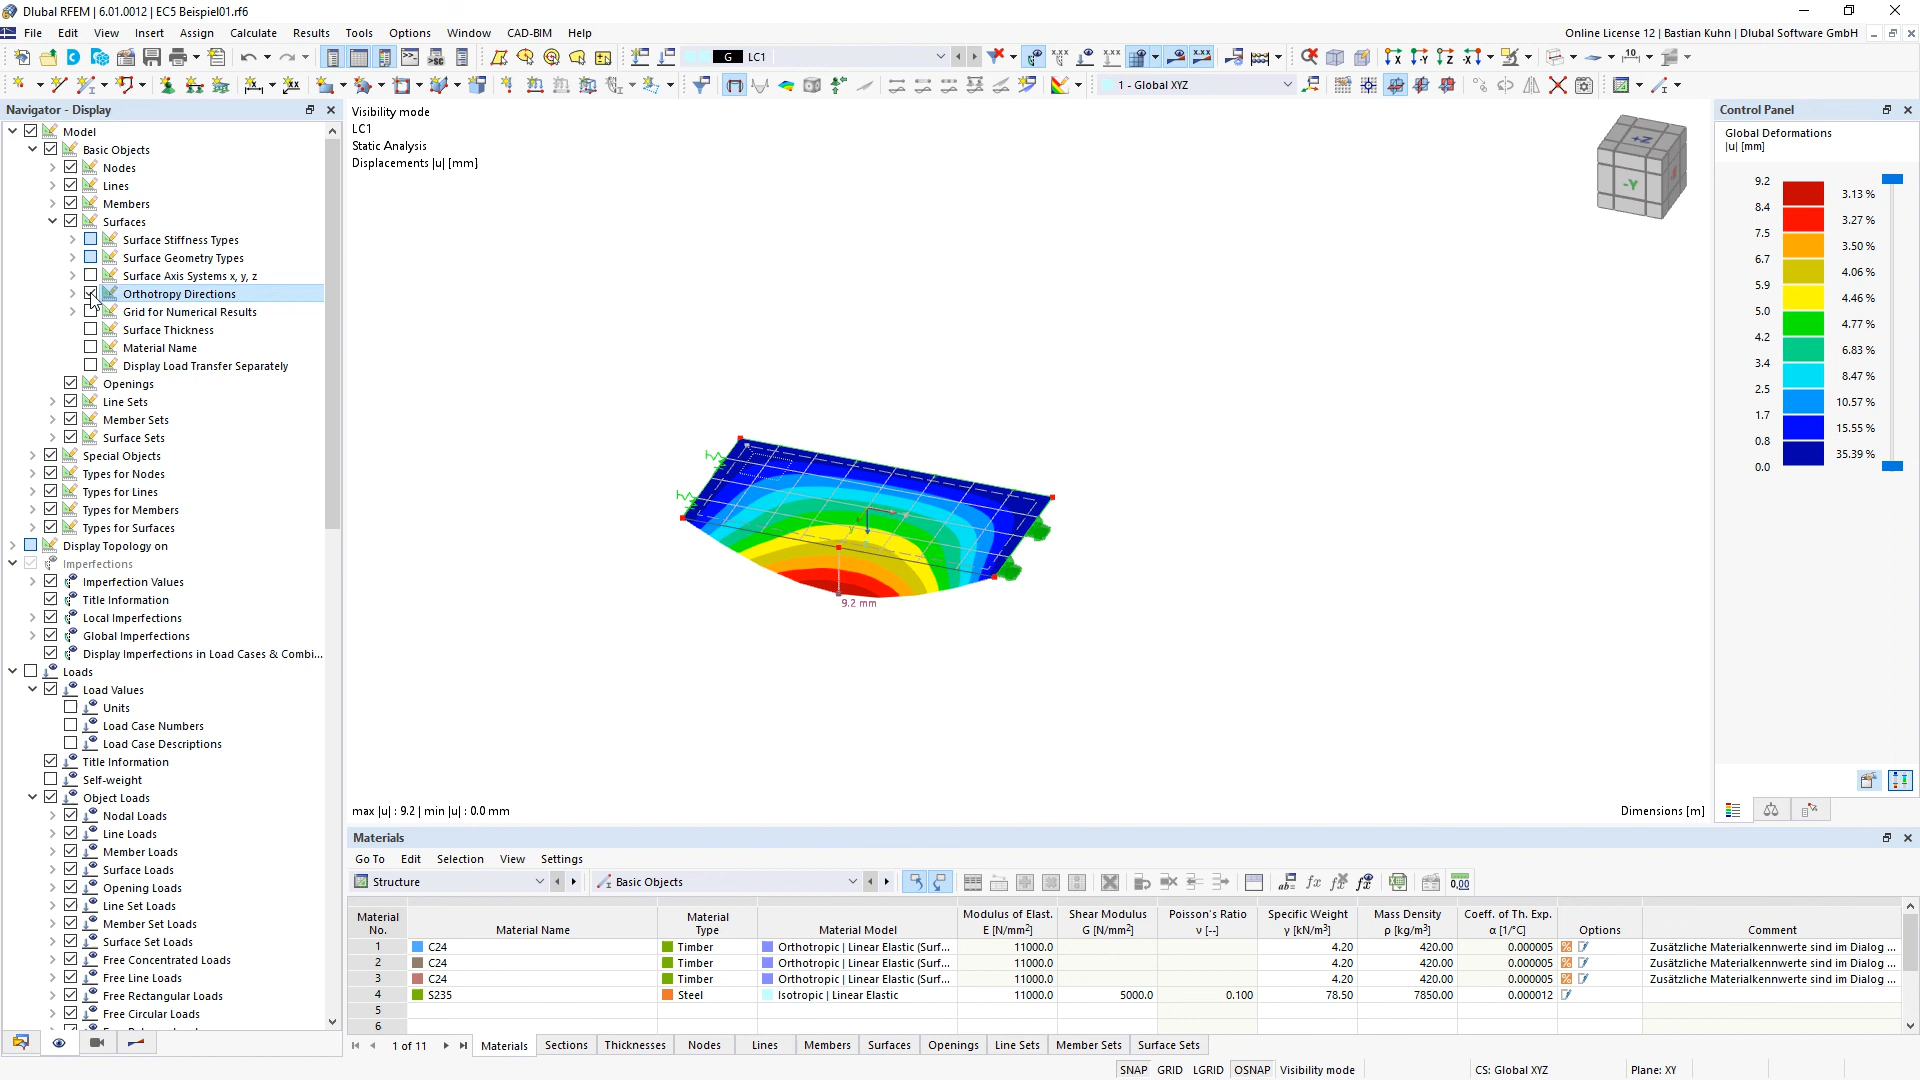 Dlubal RFEM | 6.01.0012 | EC5 Beispiel01.rf6
File Edit View Insert Assign Calculate Results Tools Options Window CAD-BIM Help
Online License 12 | Bastian Kuhn | Dlubal Software GmbH
G LC1
1 - Global XYZ
Navigator - Display
Model
Basic Objects
Nodes
Lines
Members
Surfaces
Surface Stiffness Types
Surface Geometry Types
Surface Axis Systems x, y, z
Orthotropy Directions
Grid for Numerical Results
Surface Thickness
Material Name
Display Load Transfer Separately
Openings
Line Sets
Member Sets
Surface Sets
Special Objects
Types for Nodes
Types for Lines
Types for Members
Types for Surfaces
Display Topology on
Imperfections
Imperfection Values
Title Information
Local Imperfections
Global Imperfections
Display Imperfections in Load Cases & Combi...
Loads
Load Values
Units
Load Case Numbers
Load Case Descriptions
Title Information
Self-weight
Object Loads
Nodal Loads
Line Loads
Member Loads
Surface Loads
Opening Loads
Line Set Loads
Member Set Loads
Surface Set Loads
Free Concentrated Loads
Free Line Loads
Free Rectangular Loads
Free Circular Loads
Visibility mode
LC1
Static Analysis
Displacements |u| [mm]
+Z
-Y
9.2 mm
max |u| : 9.2 | min |u| : 0.0 mm
Dimensions [m]
Control Panel
Global Deformations
|u| [mm]
9.2
3.13 %
8.4
3.27 %
7.5
3.50 %
6.7
4.06 %
5.9
4.46 %
5.0
4.77 %
4.2
6.83 %
3.4
8.47 %
2.5
10.57 %
1.7
15.55 %
0.8
35.39 %
0.0
Materials
Go To Edit Selection View Settings
Structure
Basic Objects
Material No. Material Name Material Type Material Model Modulus of Elast. E [N/mm²] Shear Modulus G [N/mm²] Poisson's Ratio ν [--] Specific Weight γ [kN/m³] Mass Density ρ [kg/m³] Coeff. of Th. Exp. α [1/°C] Options Comment
1 C24 Timber Orthotropic | Linear Elastic (Surf... 11000.0 4.20 420.00 0.000005 Zusätzliche Materialkennwerte sind im Dialog ...
2 C24 Timber Orthotropic | Linear Elastic (Surf... 11000.0 4.20 420.00 0.000005 Zusätzliche Materialkennwerte sind im Dialog ...
3 C24 Timber Orthotropic | Linear Elastic (Surf... 11000.0 4.20 420.00 0.000005 Zusätzliche Materialkennwerte sind im Dialog ...
4 S235 Steel Isotropic | Linear Elastic 11000.0 5000.0 0.100 78.50 7850.00 0.000012
5
6
1 of 11 Materials Sections Thicknesses Nodes Lines Members Surfaces Openings Line Sets Member Sets Surface Sets
SNAP GRID LGRID OSNAP Visibility mode CS: Global XYZ Plane: XY